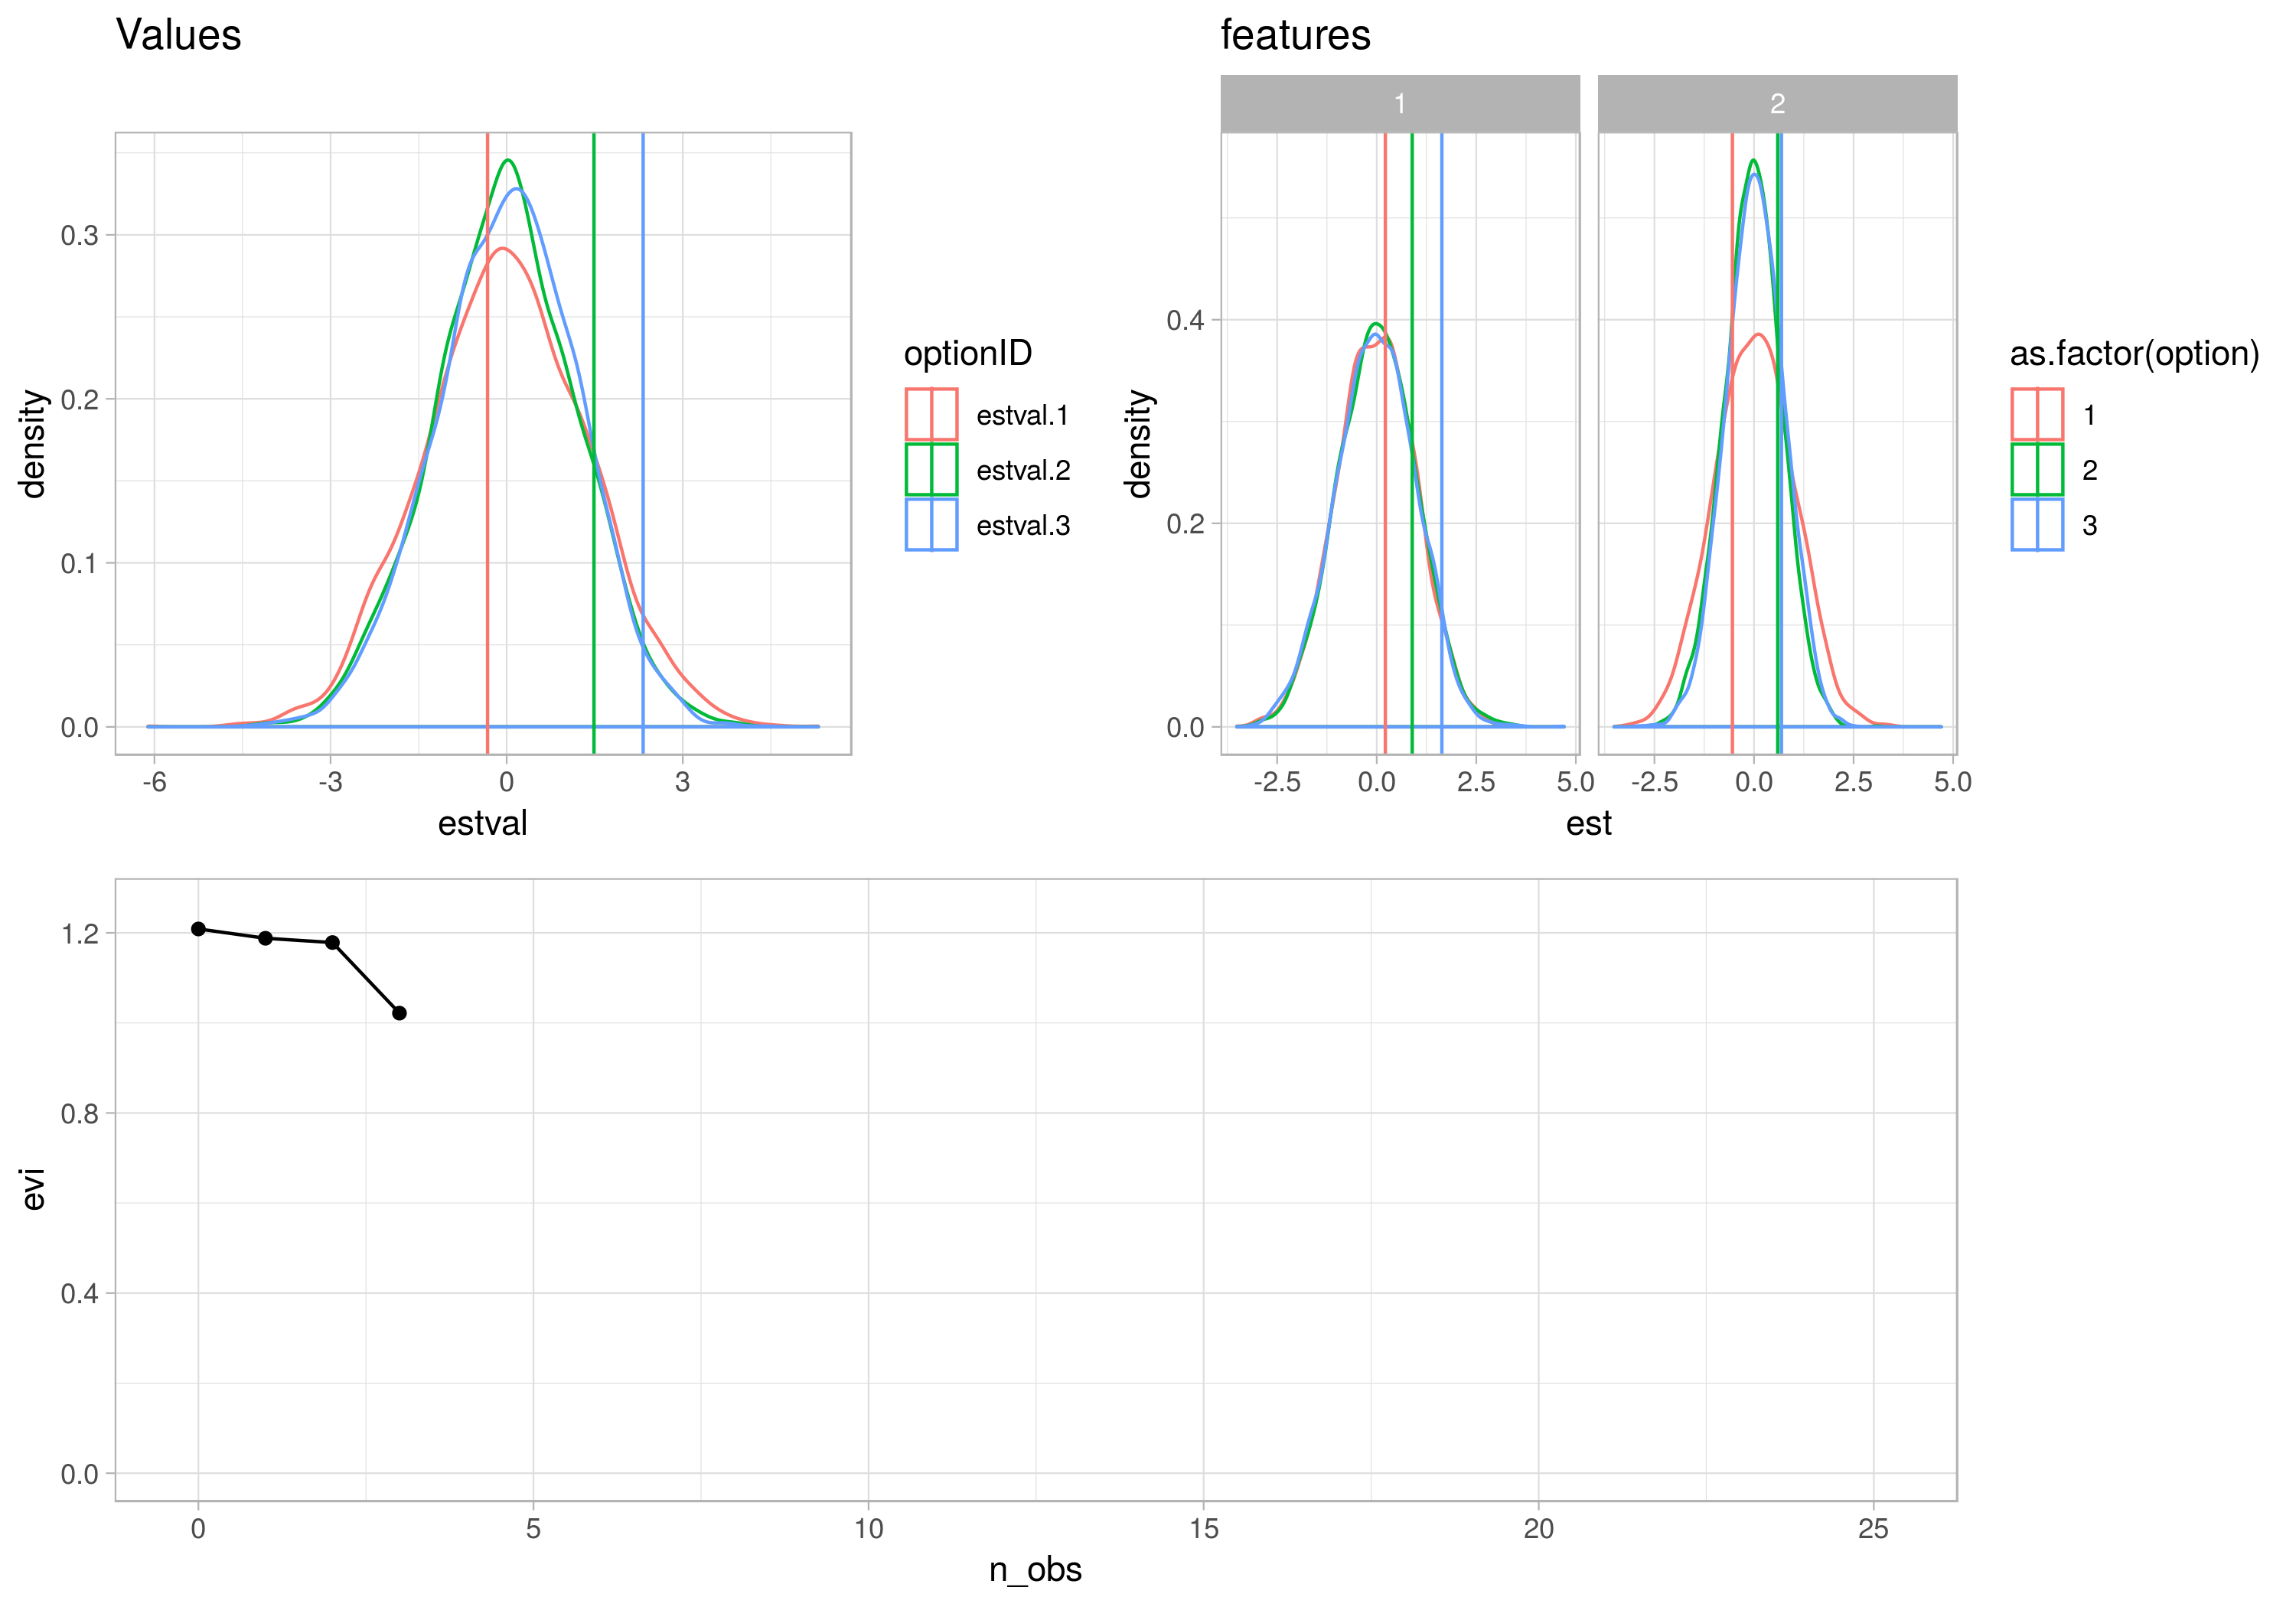 Values
density
0.3
0.2
0.1
0.0
-6 -3 0 3
estval
optionID
estval.1
estval.2
estval.3
features
1 2
density
0.4
0.2
0.0
-2.5 0.0 2.5 5.0 -2.5 0.0 2.5 5.0
est
as.factor(option)
1
2
3
evi
1.2
0.8
0.4
0.0
0 5 10 15 20 25
n_obs